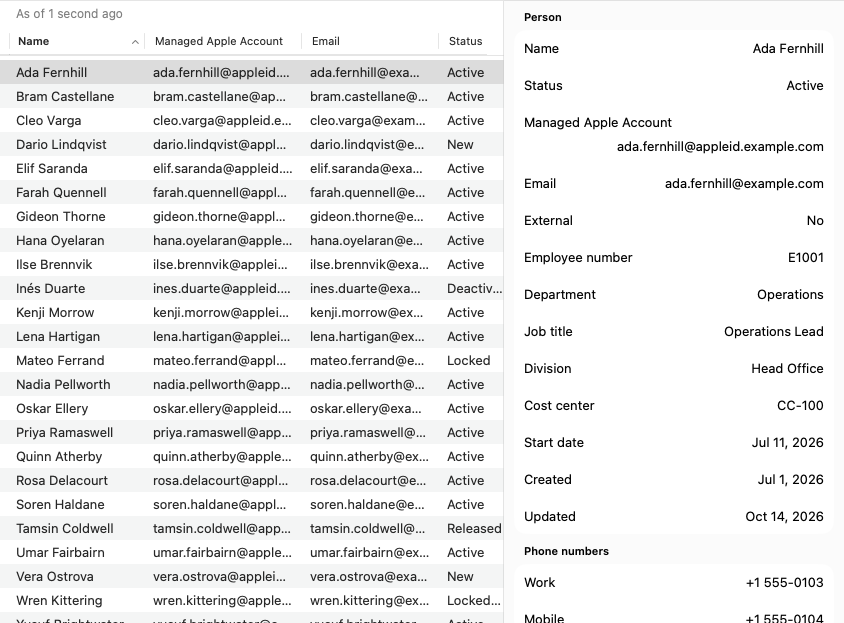 As of 1 second ago
Name Managed Apple Account Email Status
Ada Fernhill ada.fernhill@appleid.... ada.fernhill@exa... Active
Bram Castellane bram.castellane@ap... bram.castellane@... Active
Cleo Varga cleo.varga@appleid.e... cleo.varga@exam... Active
Dario Lindqvist dario.lindqvist@appl... dario.lindqvist@e... New
Elif Saranda elif.saranda@appleid.... elif.saranda@exa... Active
Farah Quennell farah.quennell@appl... farah.quennell@e... Active
Gideon Thorne gideon.thorne@appl... gideon.thorne@e... Active
Hana Oyelaran hana.oyelaran@apple... hana.oyelaran@e... Active
Ilse Brennvik ilse.brennvik@applei... ilse.brennvik@exa... Active
Inés Duarte ines.duarte@appleid.... ines.duarte@exa... Deactiv...
Kenji Morrow kenji.morrow@applei... kenji.morrow@ex... Active
Lena Hartigan lena.hartigan@applei... lena.hartigan@ex... Active
Mateo Ferrand mateo.ferrand@appl... mateo.ferrand@e... Locked
Nadia Pellworth nadia.pellworth@app... nadia.pellworth@... Active
Oskar Ellery oskar.ellery@appleid.... oskar.ellery@exa... Active
Priya Ramaswell priya.ramaswell@app... priya.ramaswell@... Active
Quinn Atherby quinn.atherby@apple... quinn.atherby@ex... Active
Rosa Delacourt rosa.delacourt@appl... rosa.delacourt@e... Active
Soren Haldane soren.haldane@appl... soren.haldane@e... Active
Tamsin Coldwell tamsin.coldwell@app... tamsin.coldwell@... Released
Umar Fairbairn umar.fairbairn@apple... umar.fairbairn@ex... Active
Vera Ostrova vera.ostrova@applei... vera.ostrova@exa... New
Wren Kittering wren.kittering@apple... wren.kittering@ex... Locked...
Person
Name Ada Fernhill
Status Active
Managed Apple Account
ada.fernhill@appleid.example.com
Email ada.fernhill@example.com
External No
Employee number E1001
Department Operations
Job title Operations Lead
Division Head Office
Cost center CC-100
Start date Jul 11, 2026
Created Jul 1, 2026
Updated Oct 14, 2026
Phone numbers
Work +1 555-0103
Mobile +1 555-0104